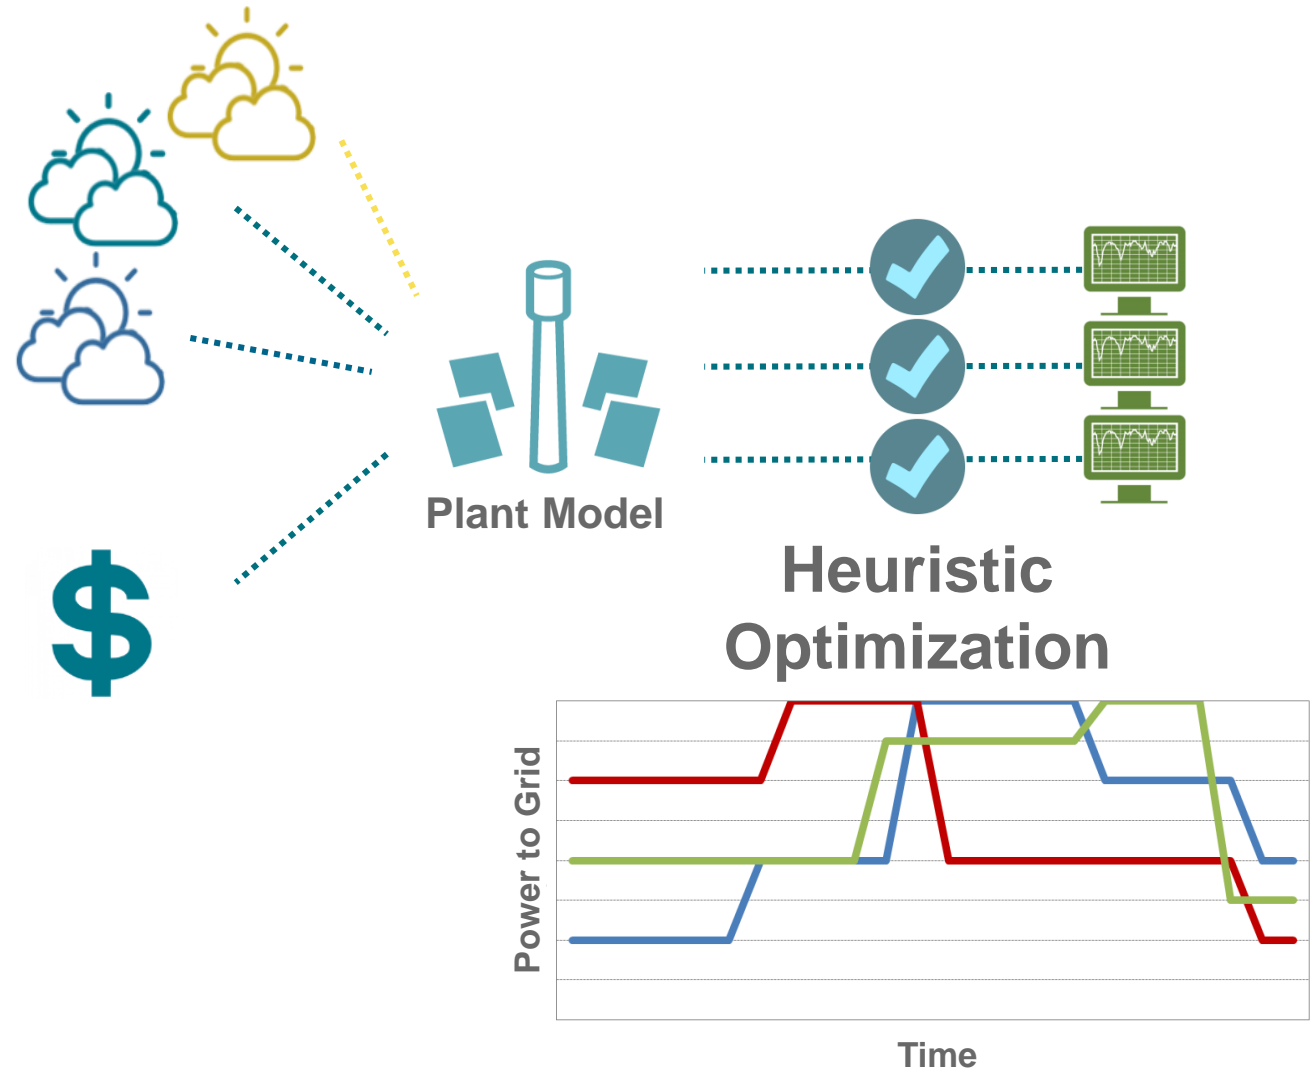 $
Plant Model
Heuristic
Optimization
Power to Grid
Time